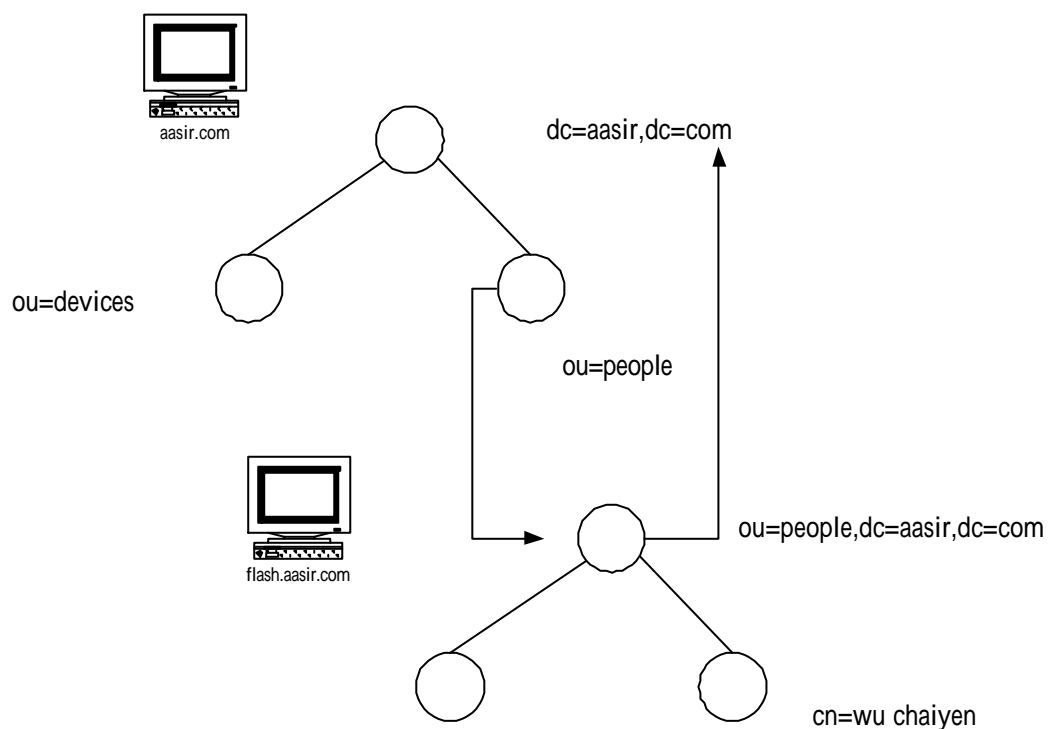 aasir.com
dc=aasir,dc=com
ou=devices
ou=people
flash.aasir.com
ou=people,dc=aasir,dc=com
cn=wu chaiyen